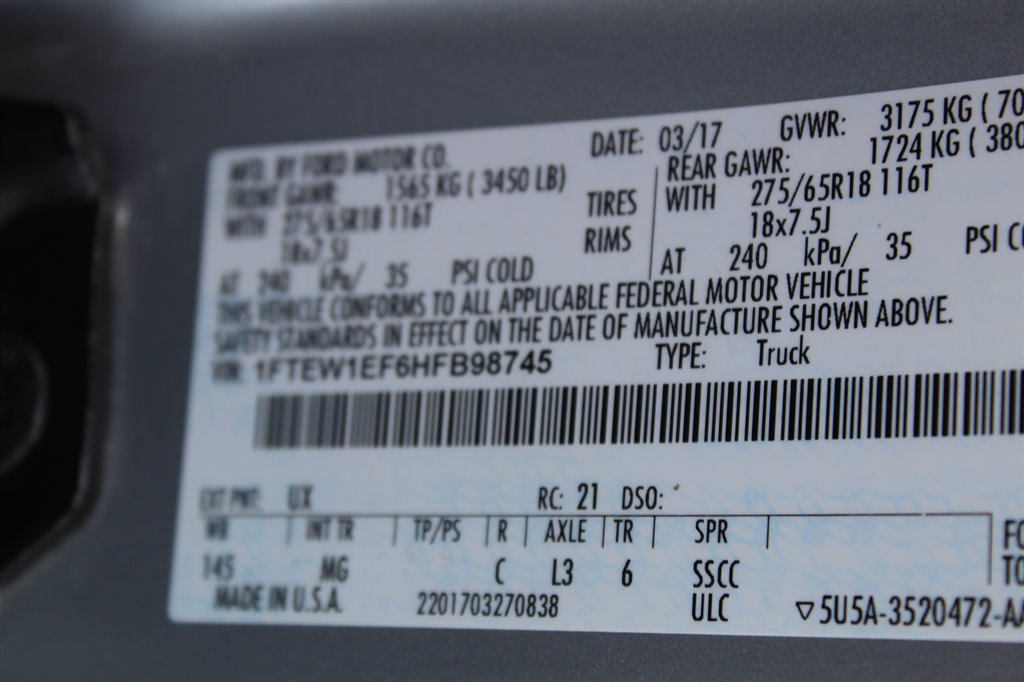 MFD. BY FORD MOTOR CO. DATE: 03/17 GVWR: 3175 KG ( 70
FRONT GAWR: 1565 KG ( 3450 LB) REAR GAWR: 1724 KG ( 380
WITH 275/65R18 116T TIRES WITH 275/65R18 116T
18x7.5J RIMS 18x7.5J
AT 240 kPa/ 35 PSI COLD AT 240 kPa/ 35 PSI C
THIS VEHICLE CONFORMS TO ALL APPLICABLE FEDERAL MOTOR VEHICLE
SAFETY STANDARDS IN EFFECT ON THE DATE OF MANUFACTURE SHOWN ABOVE.
VIN: 1FTEW1EF6HFB98745 TYPE: Truck
EXT PNT: UX RC: 21 DSO:
WB | INT TR | TP/PS | R | AXLE | TR | SPR | FO
145 MG C L3 6 SSCC TO
MADE IN U.S.A. 2201703270838 ULC ▽5U5A-3520472-AA